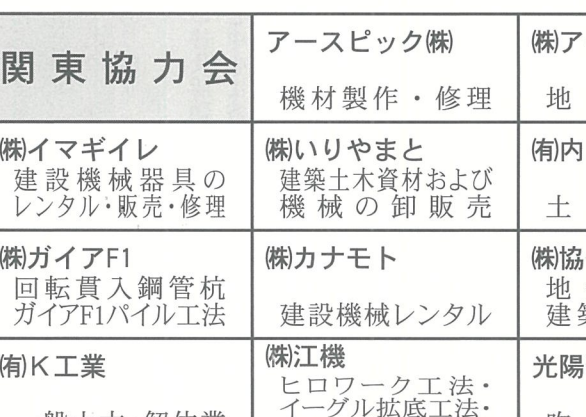 関東協力会
アースピック㈱
機材製作・修理
㈱ア
地
㈱イマギイレ
建設機械器具の
レンタル・販売・修理
㈱いりやまと
建築土木資材および
機械の卸販売
㈲内
土
㈱ガイアF1
回転貫入鋼管杭
ガイアF1パイル工法
㈱カナモト
建設機械レンタル
㈱協
地
建築
㈲K工業
㈱江機
ヒロワーク工法・
イーグル拡底工法・
光陽